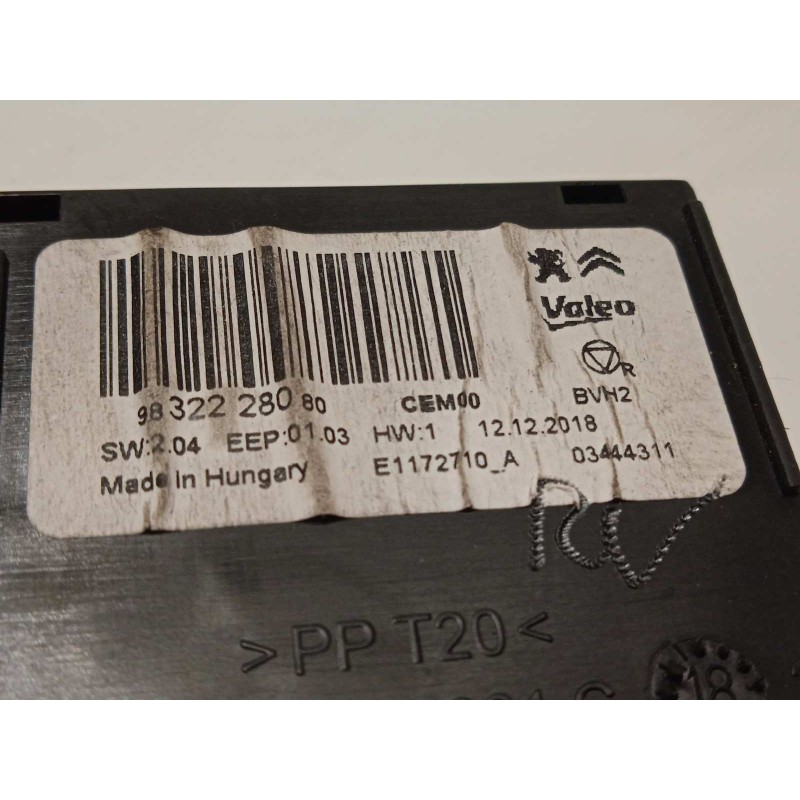 Valeo
R
98 322 280 80 CEM00 BVH2
SW:2.04 EEP:01.03 HW:1 12.12.2018
Made in Hungary E1172710_A 03444311
>PP T20<
18